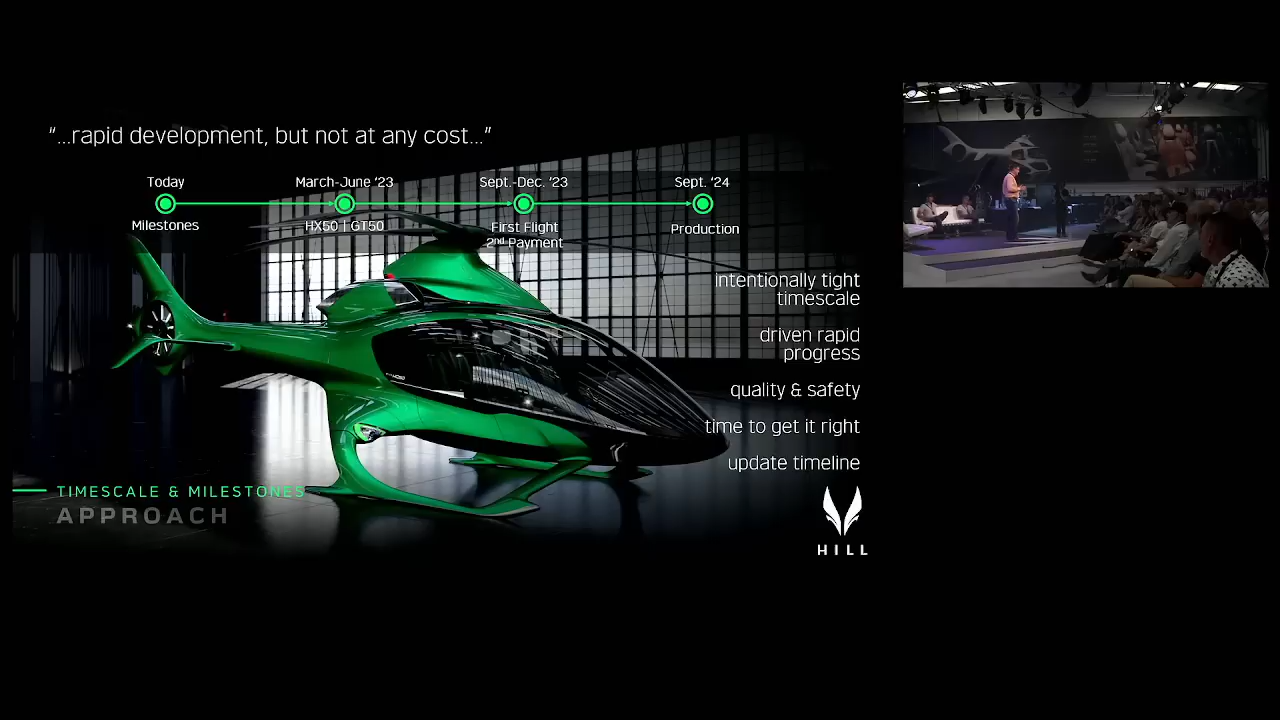 “...rapid development, but not at any cost...”
Today
March-June ‘23
Sept.-Dec. ‘23
Sept. ‘24
Milestones
HX50 | GT50
First Flight
2nd Payment
Production
intentionally tight
timescale
driven rapid
progress
quality & safety
time to get it right
update timeline
TIMESCALE & MILESTONES
APPROACH
HILL